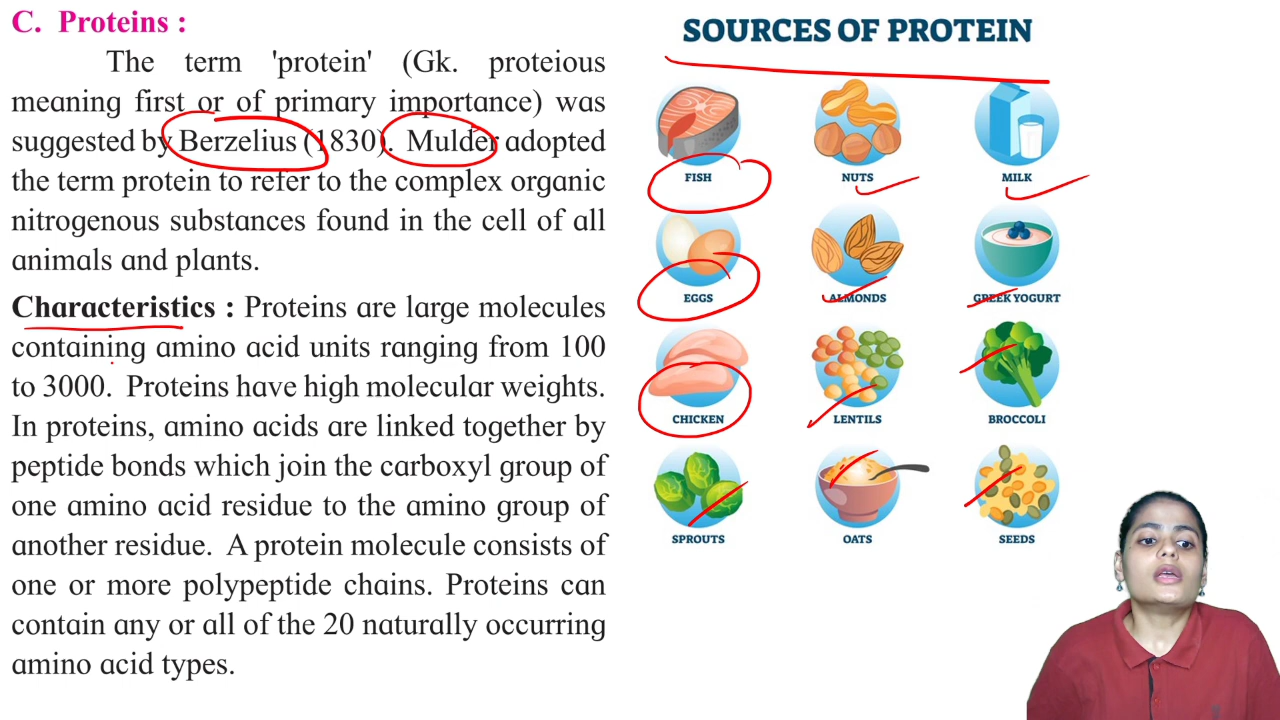 C. Proteins :
The term 'protein' (Gk. proteious
meaning first or of primary importance) was
suggested by Berzelius (1830). Mulder adopted
the term protein to refer to the complex organic
nitrogenous substances found in the cell of all
animals and plants.
Characteristics : Proteins are large molecules
containing amino acid units ranging from 100
to 3000. Proteins have high molecular weights.
In proteins, amino acids are linked together by
peptide bonds which join the carboxyl group of
one amino acid residue to the amino group of
another residue. A protein molecule consists of
one or more polypeptide chains. Proteins can
contain any or all of the 20 naturally occurring
amino acid types.
SOURCES OF PROTEIN
FISH
NUTS
MILK
EGGS
ALMONDS
GREEK YOGURT
CHICKEN
LENTILS
BROCCOLI
SPROUTS
OATS
SEEDS